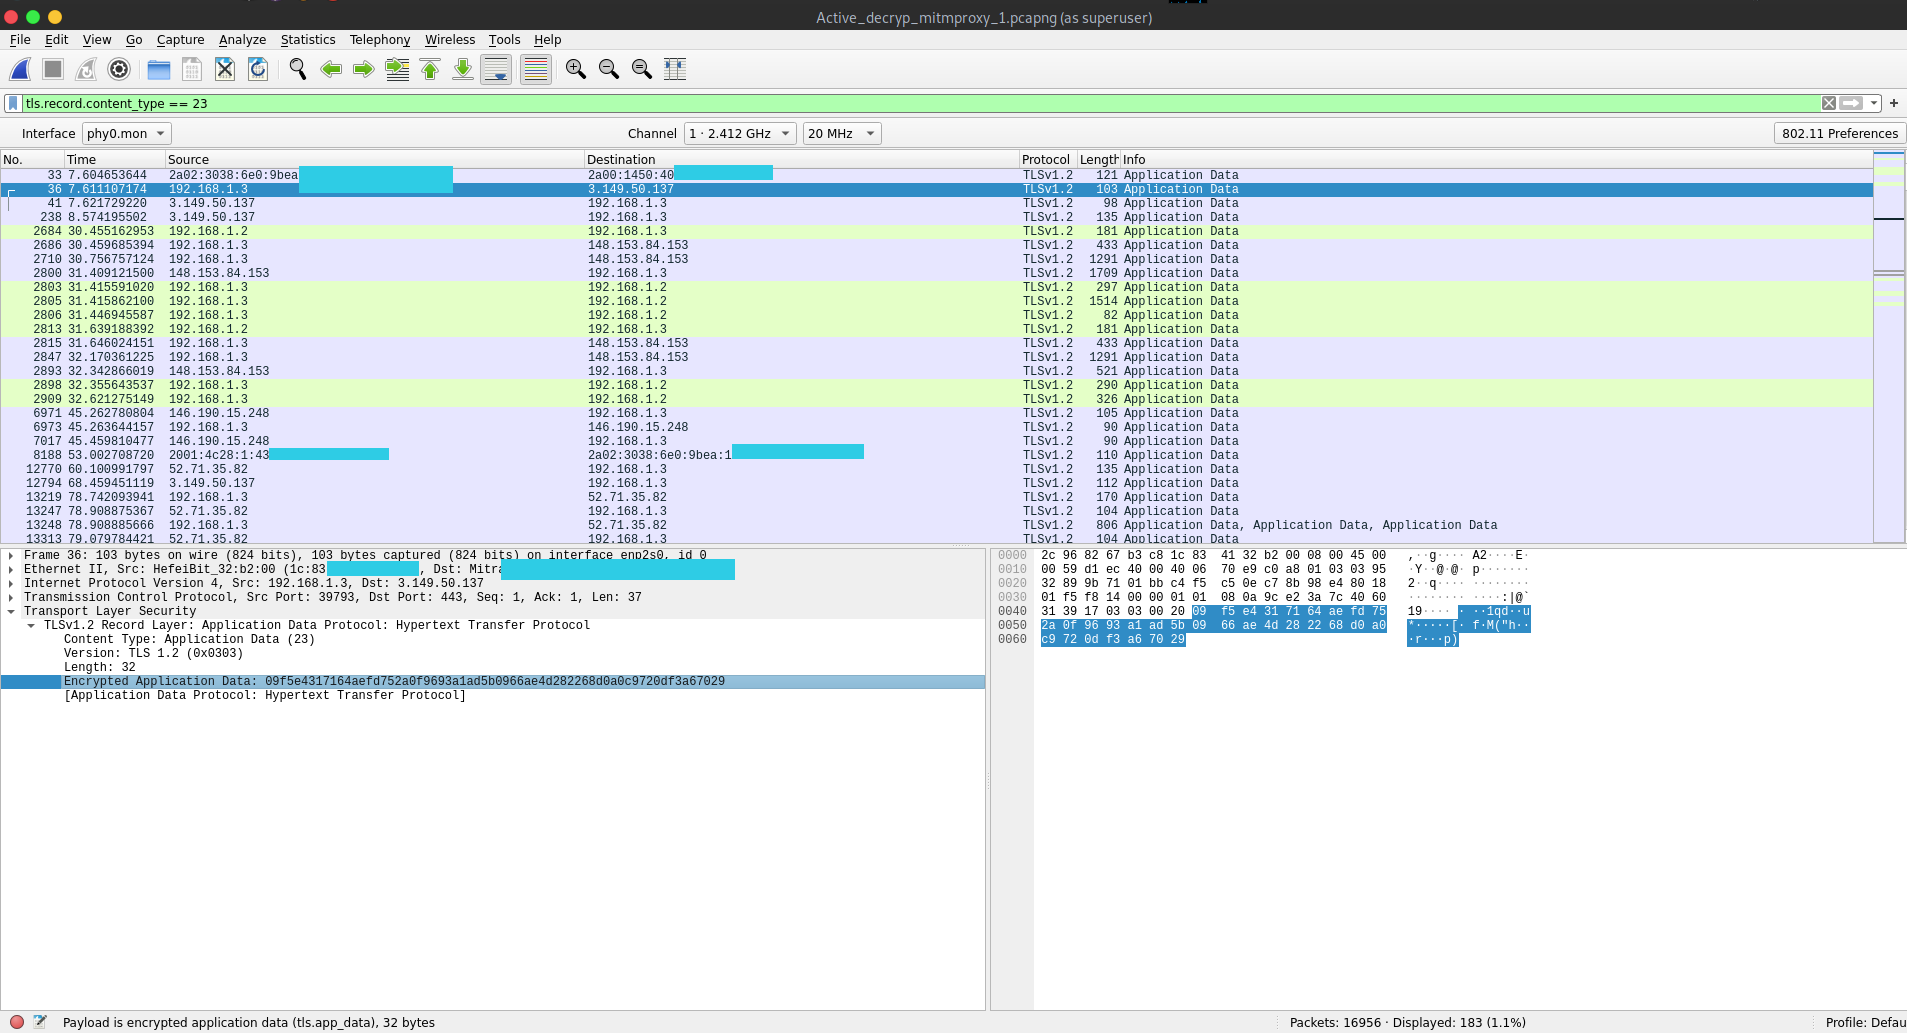 Active_decryp_mitmproxy_1.pcapng (as superuser)
File Edit View Go Capture Analyze Statistics Telephony Wireless Tools Help
tls.record.content_type == 23
Interface phy0.mon Channel 1 · 2.412 GHz 20 MHz 802.11 Preferences
No. Time Source Destination Protocol Length Info
33 7.604653644 2a02:3038:6e0:9bea 2a00:1450:40 TLSv1.2 121 Application Data
36 7.611107174 192.168.1.3 3.149.50.137 TLSv1.2 103 Application Data
41 7.621729220 3.149.50.137 192.168.1.3 TLSv1.2 98 Application Data
238 8.574195502 3.149.50.137 192.168.1.3 TLSv1.2 135 Application Data
2684 30.455162953 192.168.1.2 192.168.1.3 TLSv1.2 181 Application Data
2686 30.459685394 192.168.1.3 148.153.84.153 TLSv1.2 433 Application Data
2710 30.756757124 192.168.1.3 148.153.84.153 TLSv1.2 1291 Application Data
2800 31.409121500 148.153.84.153 192.168.1.3 TLSv1.2 1709 Application Data
2803 31.415591020 192.168.1.3 192.168.1.2 TLSv1.2 297 Application Data
2805 31.415862100 192.168.1.3 192.168.1.2 TLSv1.2 1514 Application Data
2806 31.446945587 192.168.1.3 192.168.1.2 TLSv1.2 82 Application Data
2813 31.639188392 192.168.1.2 192.168.1.3 TLSv1.2 181 Application Data
2815 31.646024151 192.168.1.3 148.153.84.153 TLSv1.2 433 Application Data
2847 32.170361225 192.168.1.3 148.153.84.153 TLSv1.2 1291 Application Data
2893 32.342866019 148.153.84.153 192.168.1.3 TLSv1.2 521 Application Data
2898 32.355643537 192.168.1.3 192.168.1.2 TLSv1.2 290 Application Data
2909 32.621275149 192.168.1.3 192.168.1.2 TLSv1.2 326 Application Data
6971 45.262780804 146.190.15.248 192.168.1.3 TLSv1.2 105 Application Data
6973 45.263644157 192.168.1.3 146.190.15.248 TLSv1.2 90 Application Data
7017 45.459810477 146.190.15.248 192.168.1.3 TLSv1.2 90 Application Data
8188 53.002708720 2001:4c28:1:43 2a02:3038:6e0:9bea:1 TLSv1.2 110 Application Data
12770 60.100991797 52.71.35.82 192.168.1.3 TLSv1.2 135 Application Data
12794 68.459451119 3.149.50.137 192.168.1.3 TLSv1.2 112 Application Data
13219 78.742093941 192.168.1.3 52.71.35.82 TLSv1.2 170 Application Data
13247 78.908875367 52.71.35.82 192.168.1.3 TLSv1.2 104 Application Data
13248 78.908885666 192.168.1.3 52.71.35.82 TLSv1.2 806 Application Data, Application Data, Application Data
13313 79.079784421 52.71.35.82 192.168.1.3 TLSv1.2 104 Application Data
Frame 36: 103 bytes on wire (824 bits), 103 bytes captured (824 bits) on interface enp2s0, id 0
Ethernet II, Src: HefeiBit_32:b2:00 (1c:83 , Dst: Mitra
Internet Protocol Version 4, Src: 192.168.1.3, Dst: 3.149.50.137
Transmission Control Protocol, Src Port: 39793, Dst Port: 443, Seq: 1, Ack: 1, Len: 37
Transport Layer Security
TLSv1.2 Record Layer: Application Data Protocol: Hypertext Transfer Protocol
Content Type: Application Data (23)
Version: TLS 1.2 (0x0303)
Length: 32
Encrypted Application Data: 09f5e4317164aefd752a0f9693a1ad5b0966ae4d282268d0a0c9720df3a67029
[Application Data Protocol: Hypertext Transfer Protocol]
0000 2c 96 82 67 b3 c8 1c 83 41 32 b2 00 08 00 45 00 ,··g···· A2····E·
0010 00 59 d1 ec 40 00 40 06 70 e9 c0 a8 01 03 03 95 ·Y··@·@· p·······
0020 32 89 9b 71 01 bb c4 f5 c5 0e c7 8b 98 e4 80 18 2··q···· ········
0030 01 f5 f8 14 00 00 01 01 08 0a 9c e2 3a 7c 40 60 ········ ····:|@`
0040 31 39 17 03 03 00 20 09 f5 e4 31 71 64 ae fd 75 19···· · ··1qd··u
0050 2a 0f 96 93 a1 ad 5b 09 66 ae 4d 28 22 68 d0 a0 *·····[· f·M("h··
0060 c9 72 0d f3 a6 70 29 ·r···p)
Payload is encrypted application data (tls.app_data), 32 bytes Packets: 16956 · Displayed: 183 (1.1%) Profile: Defau